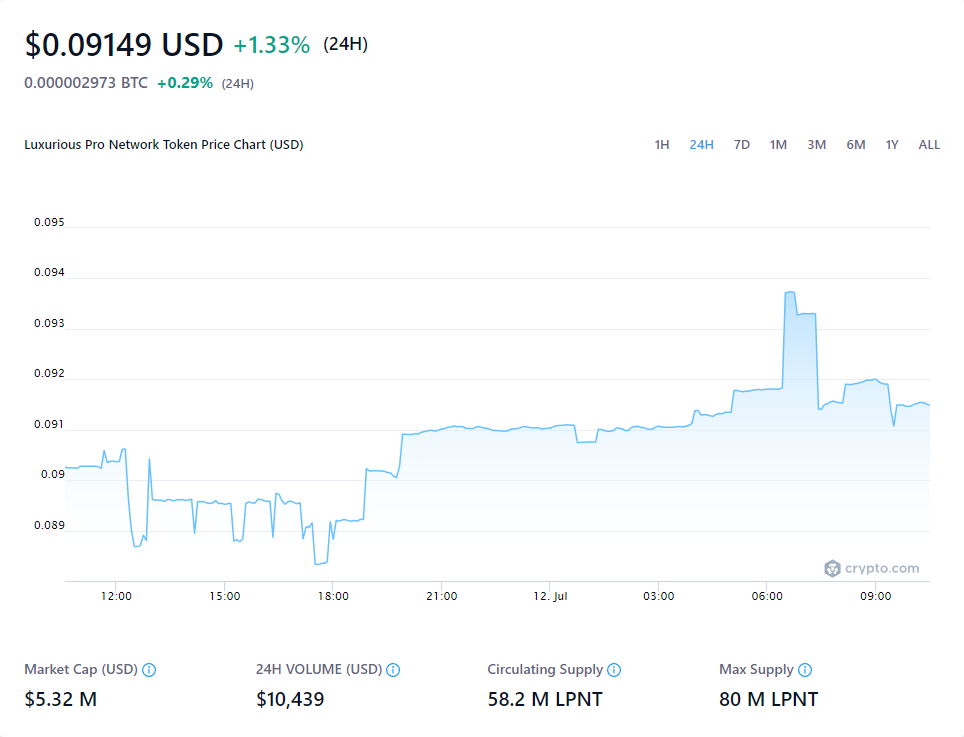 $0.09149 USD +1.33% (24H)
0.000002973 BTC +0.29% (24H)
Luxurious Pro Network Token Price Chart (USD) 1H 24H 7D 1M 3M 6M 1Y ALL
0.095
0.094
0.093
0.092
0.091
0.09
0.089
crypto.com
12:00 15:00 18:00 21:00 12. Jul 03:00 06:00 09:00
Market Cap (USD) 24H VOLUME (USD) Circulating Supply Max Supply
$5.32 M $10,439 58.2 M LPNT 80 M LPNT